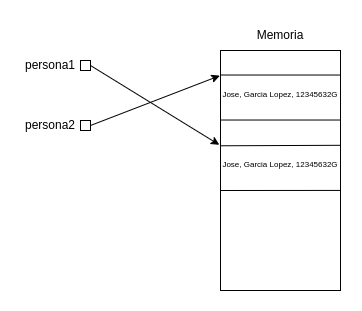 Memoria
persona1
Jose, Garcia Lopez, 12345632G
persona2
Jose, Garcia Lopez, 12345632G